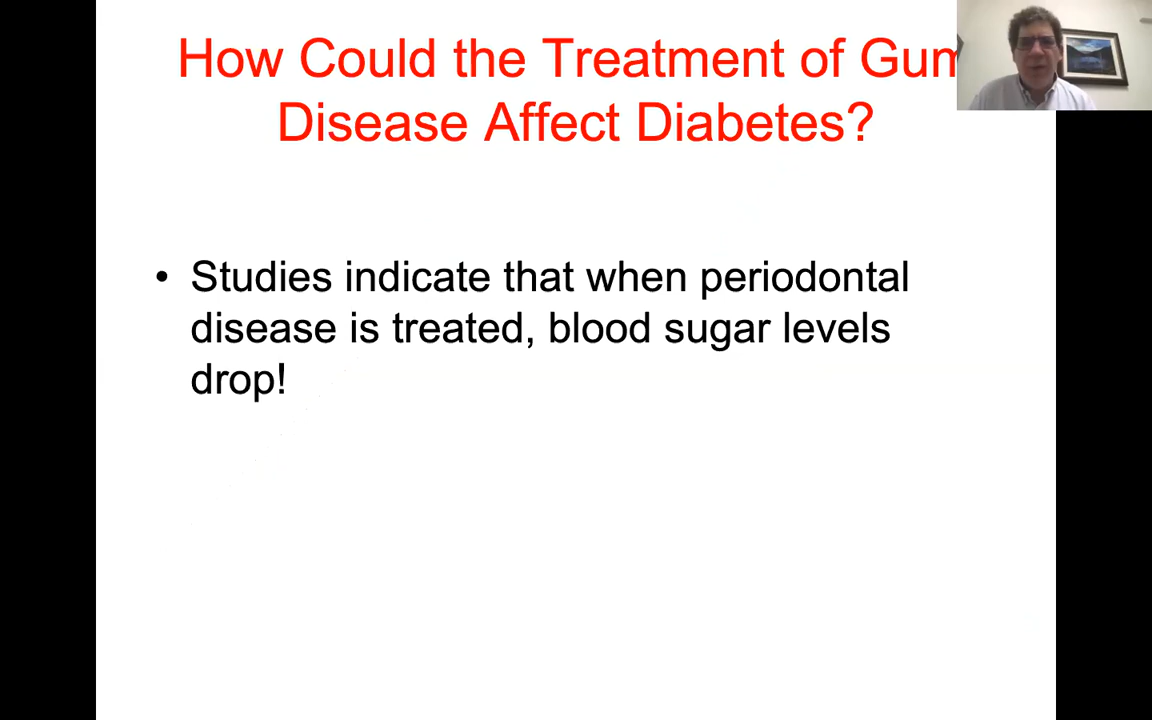 How Could the Treatment of Gum
Disease Affect Diabetes?
• Studies indicate that when periodontal
disease is treated, blood sugar levels
drop!